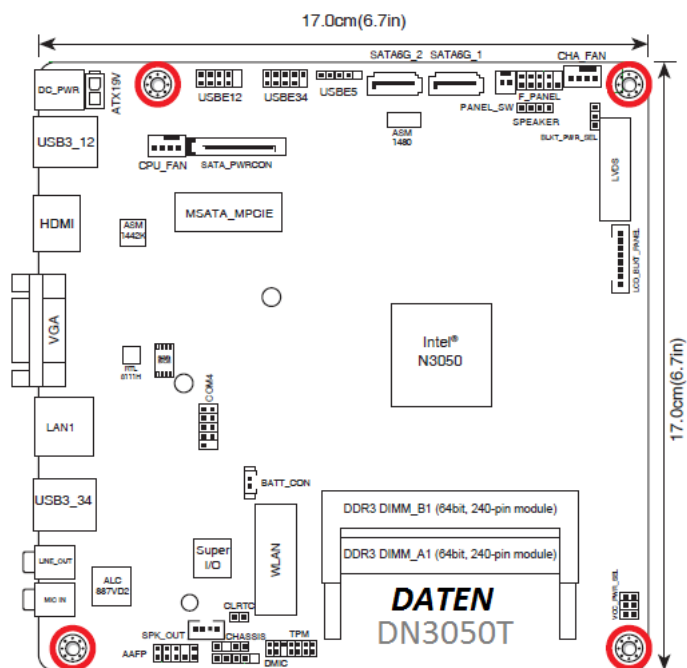 17.0cm(6.7in)
SATA6G_2
SATA6G_1
CHA_FAN
DC_PWR
ATX19V
USBE12
USBE34
USBE5
F_PANEL
PANEL_SW
SPEAKER
BLKT_PWR_SEL
USB3_12
CPU_FAN
SATA_PWRCON
ASM
1480
LVDS
HDMI
ASM
1442K
MSATA_MPCIE
LCD_BLKT_PANEL
VGA
Intel®
N3050
RTL
8111H
COM4
17.0cm(6.7in)
LAN1
BATT_CON
USB3_34
DDR3 DIMM_B1 (64bit, 240-pin module)
DDR3 DIMM_A1 (64bit, 240-pin module)
Super
I/O
WLAN
LINE_OUT
ALC
887VD2
MIC IN
DATEN
DN3050T
VCC_PWR_SEL
CLRTC
SPK_OUT
CHASSIS
TPM
AAFP
DMIC